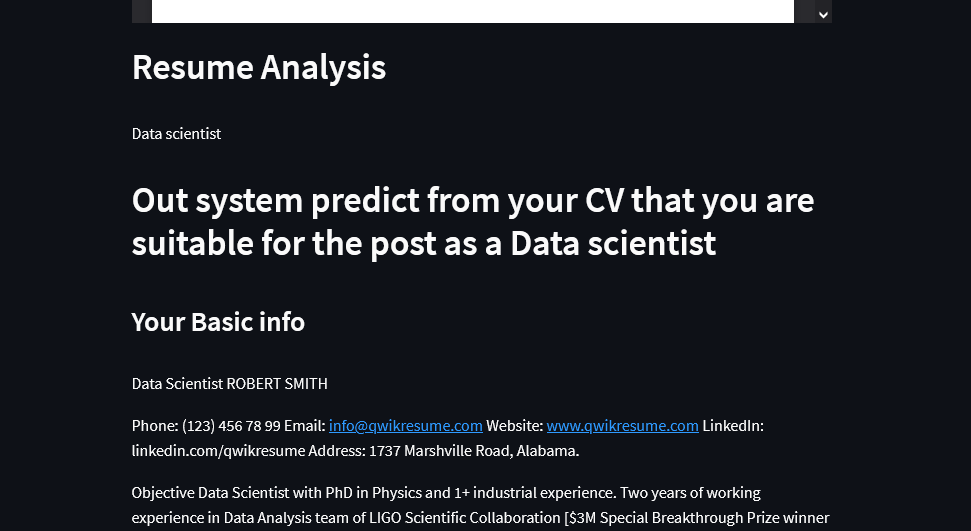 Resume Analysis
Data scientist
Out system predict from your CV that you are
suitable for the post as a Data scientist
Your Basic info
Data Scientist ROBERT SMITH
Phone: (123) 456 78 99 Email: info@qwikresume.com Website: www.qwikresume.com LinkedIn:
linkedin.com/qwikresume Address: 1737 Marshville Road, Alabama.
Objective Data Scientist with PhD in Physics and 1+ industrial experience. Two years of working
experience in Data Analysis team of LIGO Scientific Collaboration [$3M Special Breakthrough Prize winner